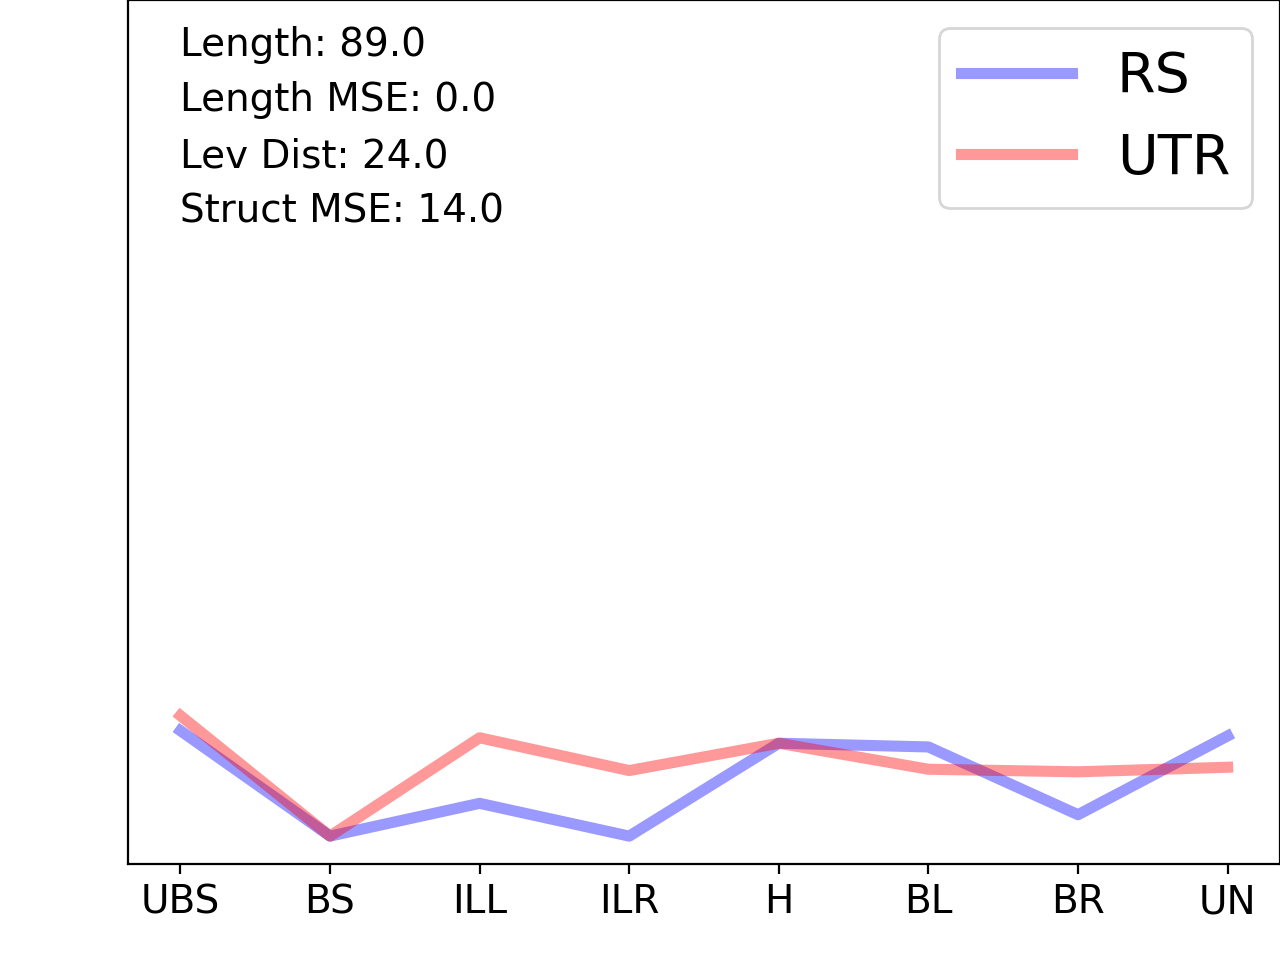 Length: 89.0
Length MSE: 0.0
Lev Dist: 24.0
Struct MSE: 14.0
RS
UTR
UBS BS ILL ILR H BL BR UN